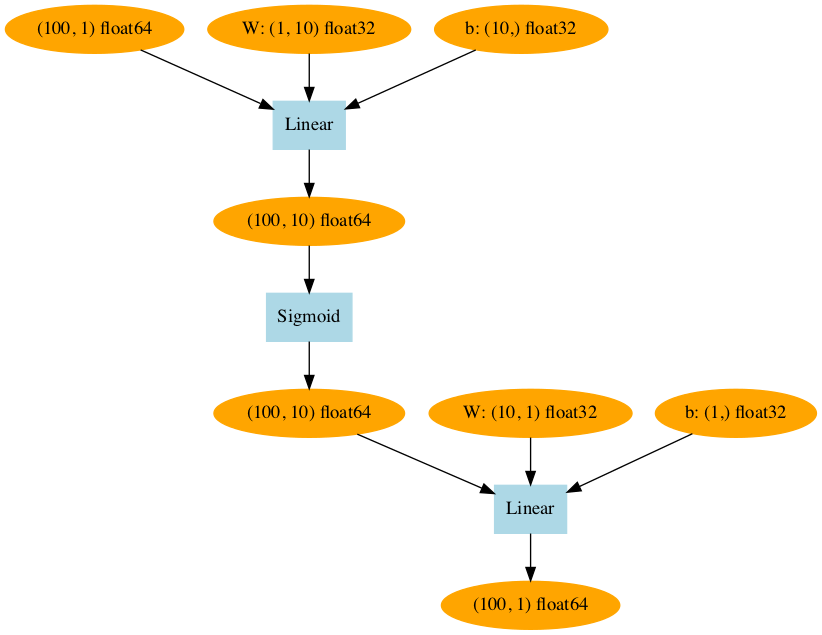 (100, 1) float64
W: (1, 10) float32
b: (10,) float32
Linear
(100, 10) float64
Sigmoid
(100, 10) float64
W: (10, 1) float32
b: (1,) float32
Linear
(100, 1) float64